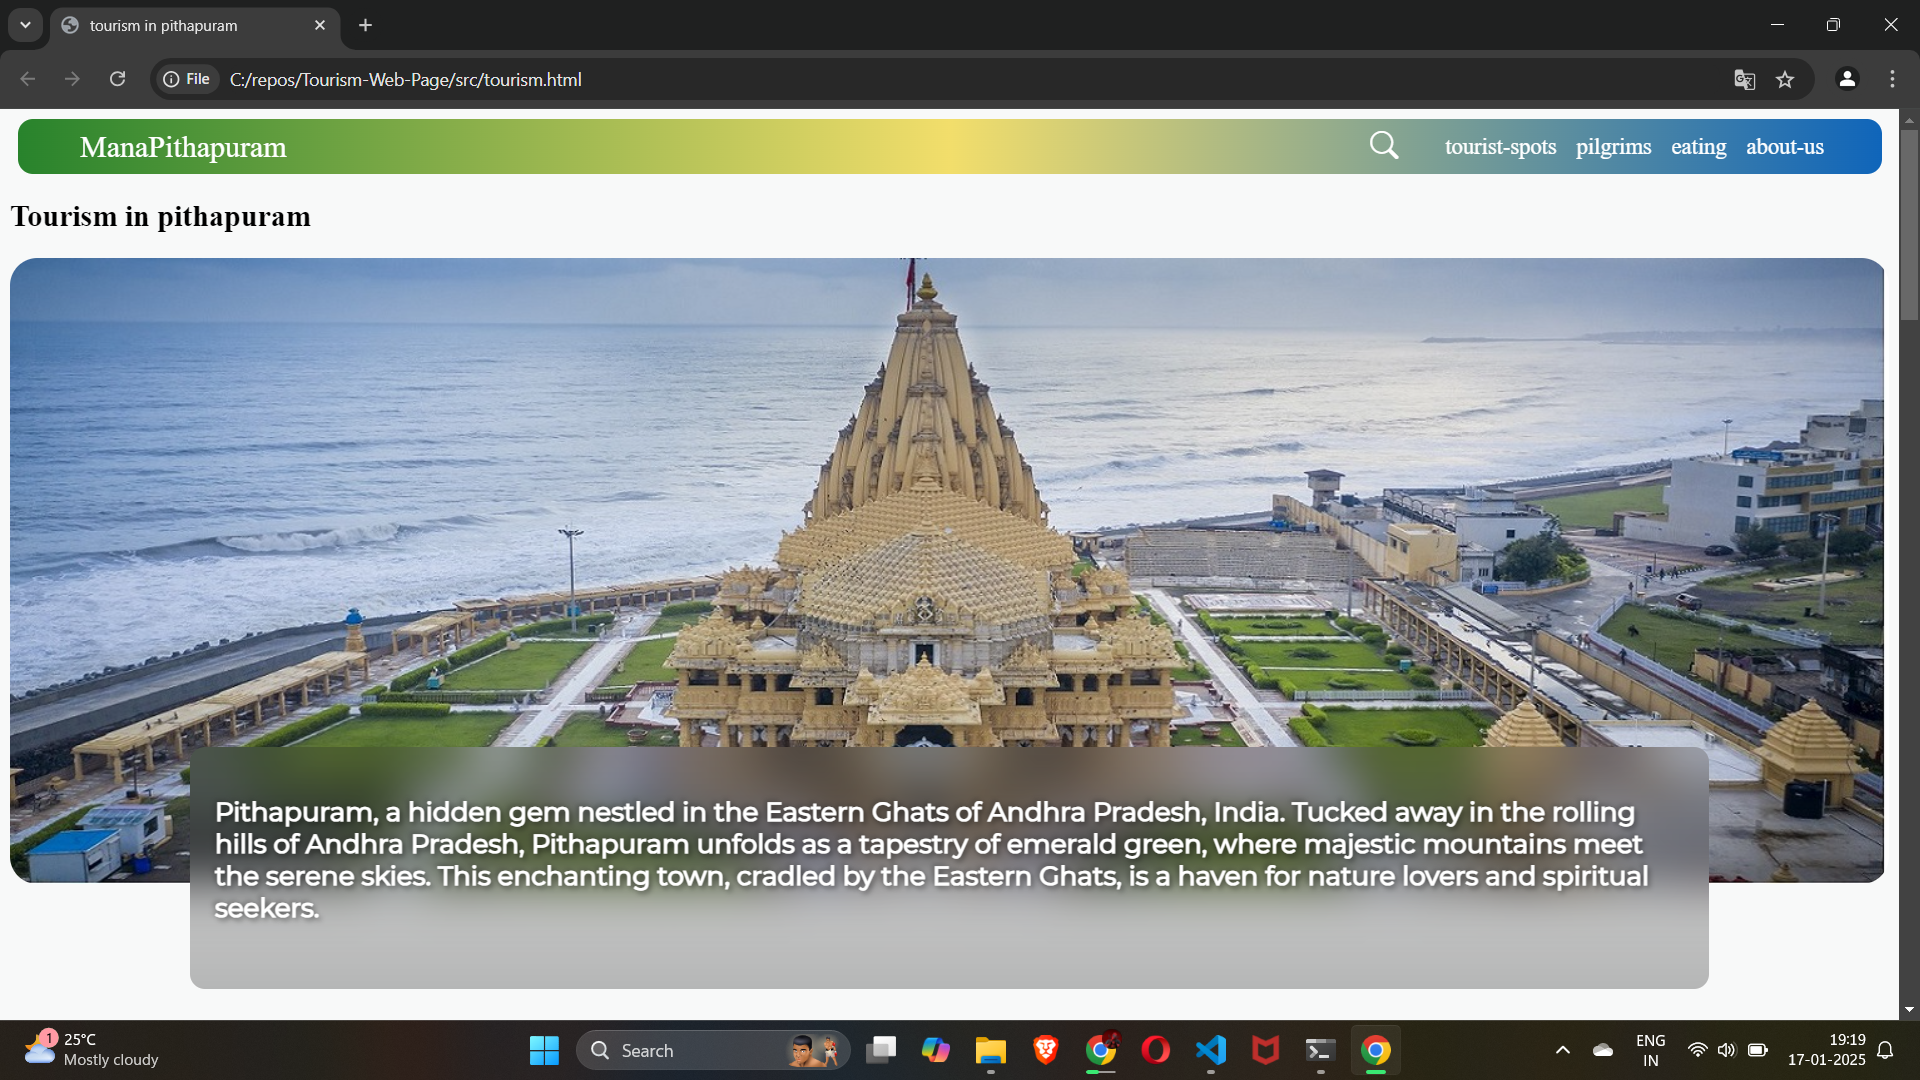 tourism in pithapuram
File
C:/repos/Tourism-Web-Page/src/tourism.html
ManaPithapuram
tourist-spots pilgrims eating about-us
Tourism in pithapuram
Pithapuram, a hidden gem nestled in the Eastern Ghats of Andhra Pradesh, India. Tucked away in the rolling
hills of Andhra Pradesh, Pithapuram unfolds as a tapestry of emerald green, where majestic mountains meet
the serene skies. This enchanting town, cradled by the Eastern Ghats, is a haven for nature lovers and spiritual
seekers.
1
25°C
Mostly cloudy
Search
ENG
IN
19:19
17-01-2025